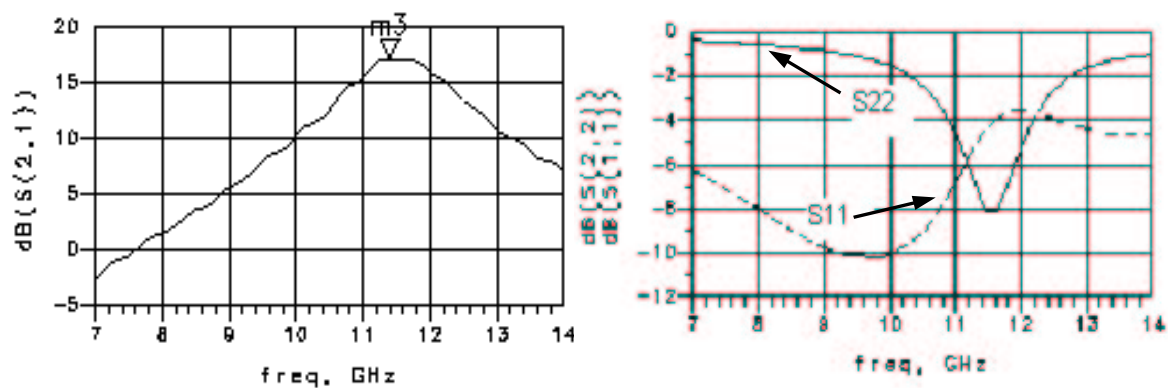 m3
dB(S(2,1))
20
15
10
5
0
-5
7 8 9 10 11 12 13 14
freq, GHz
dB(S(2,2))
dB(S(1,1))
0
-2
-4
-6
-8
-10
-12
S22
S11
7 8 9 10 11 12 13 14
freq, GHz